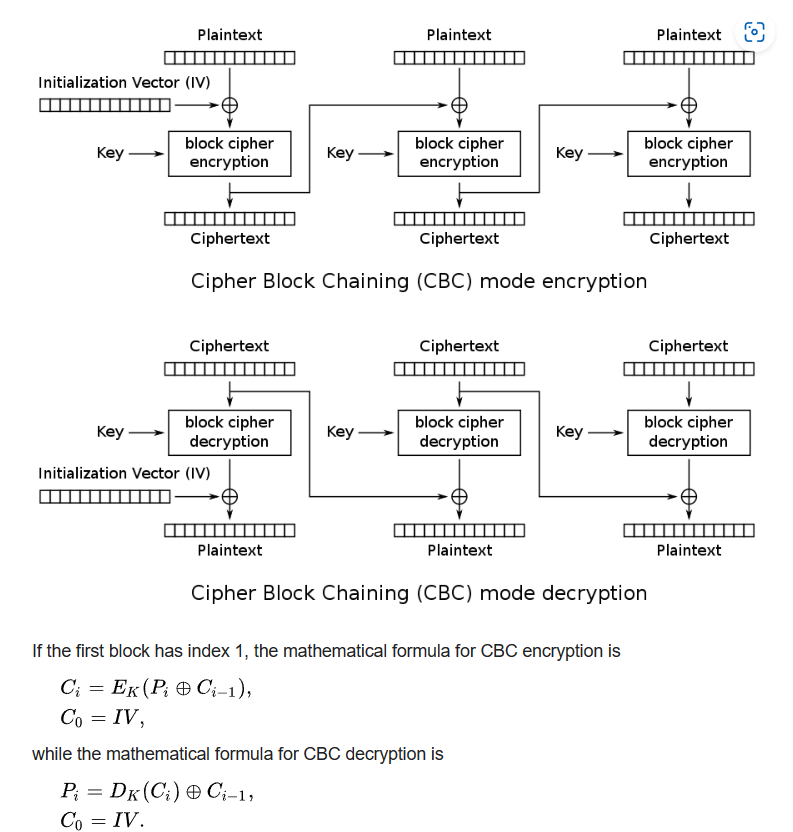 Plaintext Plaintext Plaintext
Initialization Vector (IV)
Key block cipher encryption Key block cipher encryption Key block cipher encryption
Ciphertext Ciphertext Ciphertext
Cipher Block Chaining (CBC) mode encryption
Ciphertext Ciphertext Ciphertext
Key block cipher decryption Key block cipher decryption Key block cipher decryption
Initialization Vector (IV)
Plaintext Plaintext Plaintext
Cipher Block Chaining (CBC) mode decryption
If the first block has index 1, the mathematical formula for CBC encryption is
C_i = E_K(P_i ⊕ C_{i−1}),
C_0 = IV,
while the mathematical formula for CBC decryption is
P_i = D_K(C_i) ⊕ C_{i−1},
C_0 = IV.